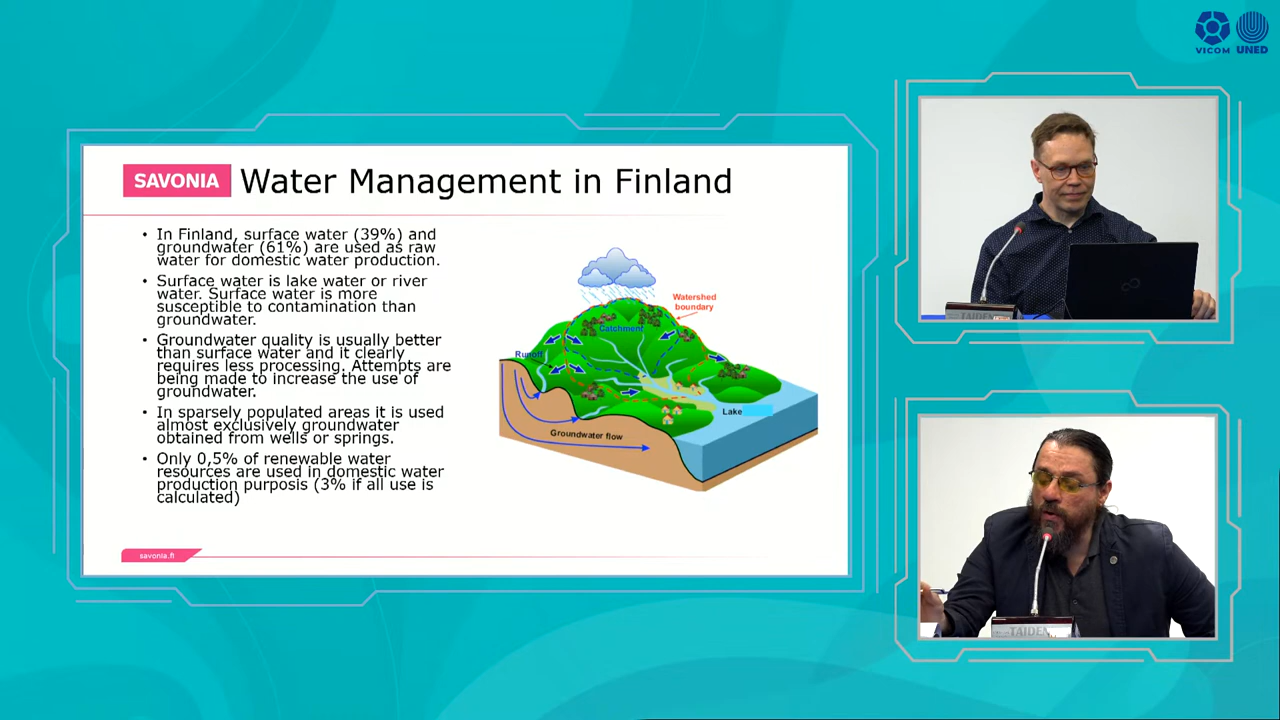 VICOM UNED
SAVONIA Water Management in Finland
• In Finland, surface water (39%) and
groundwater (61%) are used as raw
water for domestic water production.
• Surface water is lake water or river
water. Surface water is more
susceptible to contamination than
groundwater.
• Groundwater quality is usually better
than surface water and it clearly
requires less processing. Attempts are
being made to increase the use of
groundwater.
• In sparsely populated areas it is used
almost exclusively groundwater
obtained from wells or springs.
• Only 0,5% of renewable water
resources are used in domestic water
production purposis (3% if all use is
calculated)
Watershed
boundary
Catchment
Runoff
Lake
Groundwater flow
savonia.fi
TAIDEN
TAIDEN